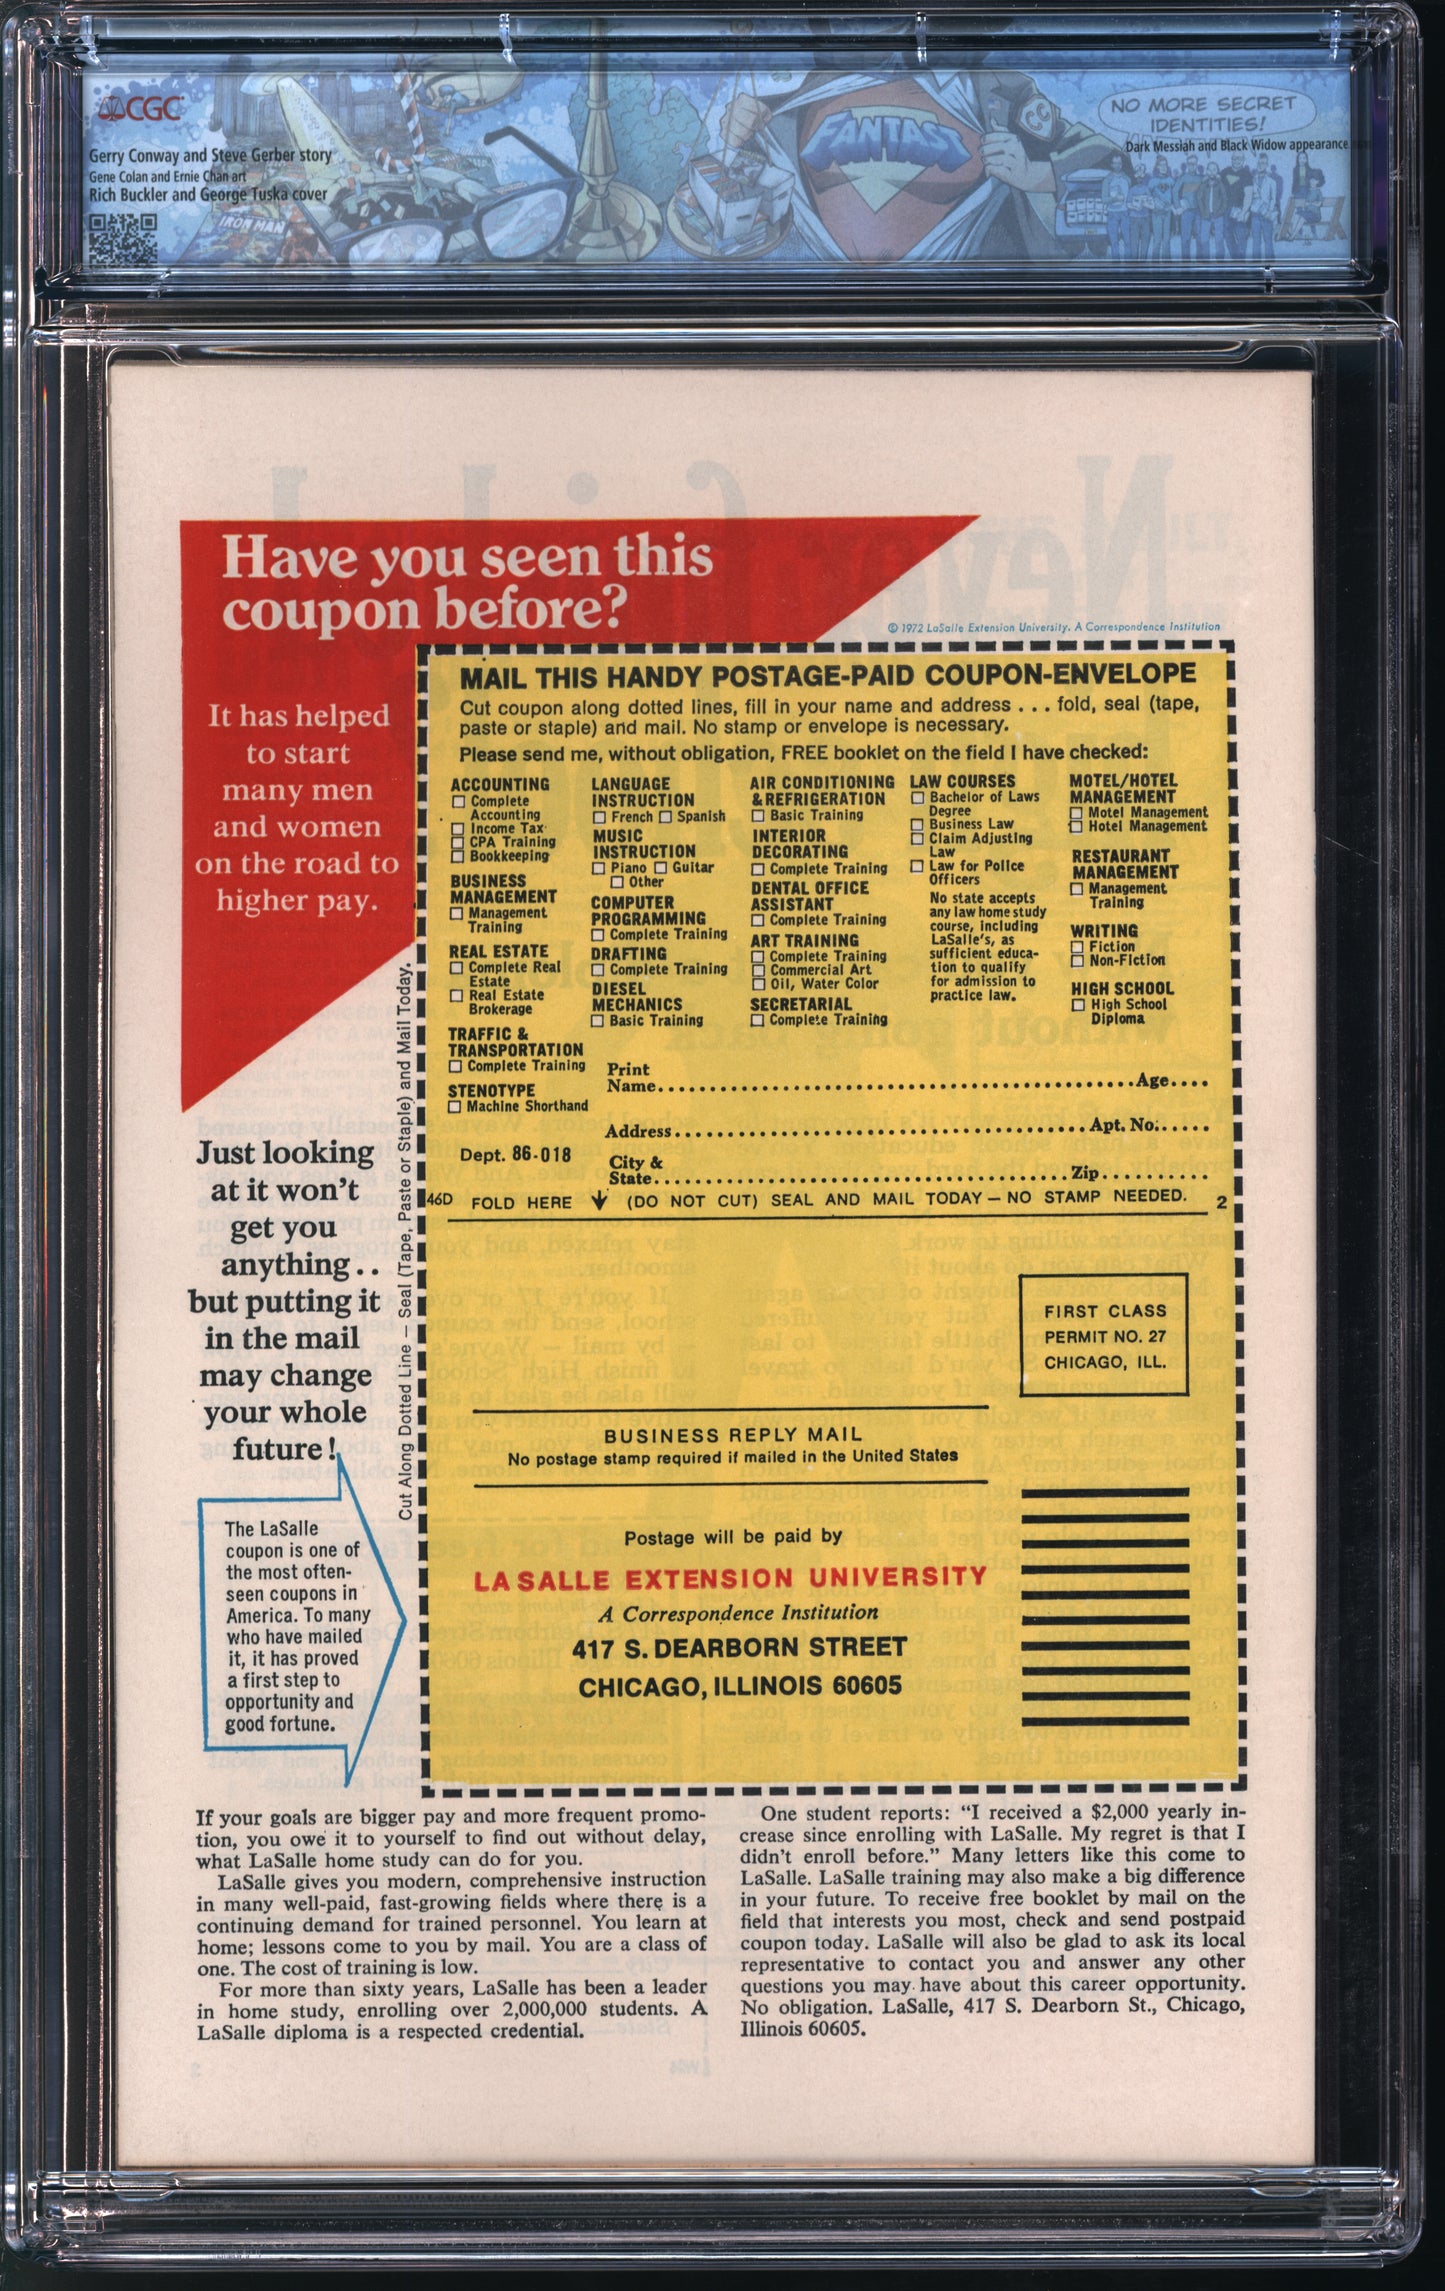 CGC
Gerry Conway and Steve Gerber story
Gene Colan and Ernie Chan art
Rich Buckler and George Tuska cover
IRON MAN
FANTAST
CC
NO MORE SECRET
IDENTITIES!
Dark Messiah and Black Widow appearance
Have you seen this
coupon before?
© 1972 LaSalle Extension University. A Correspondence Institution
It has helped
to start
many men
and women
on the road to
higher pay.
Just looking
at it won't
get you
anything..
but putting it
in the mail
may change
your whole
future!
The LaSalle
coupon is one of
the most often-
seen coupons in
America. To many
who have mailed
it, it has proved
a first step to
opportunity and
good fortune.
Cut Along Dotted Line — Seal (Tape, Paste or Staple) and Mail Today.
MAIL THIS HANDY POSTAGE-PAID COUPON-ENVELOPE
Cut coupon along dotted lines, fill in your name and address . . . fold, seal (tape,
paste or staple) and mail. No stamp or envelope is necessary.
Please send me, without obligation, FREE booklet on the field I have checked:
ACCOUNTING
Complete
Accounting
Income Tax
CPA Training
Bookkeeping
BUSINESS
MANAGEMENT
Management
Training
REAL ESTATE
Complete Real
Estate
Real Estate
Brokerage
TRAFFIC &
TRANSPORTATION
Complete Training
STENOTYPE
Machine Shorthand
LANGUAGE
INSTRUCTION
French Spanish
MUSIC
INSTRUCTION
Piano Guitar
Other
COMPUTER
PROGRAMMING
Complete Training
DRAFTING
Complete Training
DIESEL
MECHANICS
Basic Training
AIR CONDITIONING
& REFRIGERATION
Basic Training
INTERIOR
DECORATING
Complete Training
DENTAL OFFICE
ASSISTANT
Complete Training
ART TRAINING
Complete Training
Commercial Art
Oil, Water Color
SECRETARIAL
Complete Training
LAW COURSES
Bachelor of Laws
Degree
Business Law
Claim Adjusting
Law
Law for Police
Officers
No state accepts
any law home study
course, including
LaSalle's, as
sufficient educa-
tion to qualify
for admission to
practice law.
MOTEL/HOTEL
MANAGEMENT
Motel Management
Hotel Management
RESTAURANT
MANAGEMENT
Management
Training
WRITING
Fiction
Non-Fiction
HIGH SCHOOL
High School
Diploma
Print
Name........Age....
Address........Apt. No......
Dept. 86-018
City &
State........Zip..........
46D FOLD HERE (DO NOT CUT) SEAL AND MAIL TODAY — NO STAMP NEEDED. 2
FIRST CLASS
PERMIT NO. 27
CHICAGO, ILL.
BUSINESS REPLY MAIL
No postage stamp required if mailed in the United States
Postage will be paid by
LA SALLE EXTENSION UNIVERSITY
A Correspondence Institution
417 S. DEARBORN STREET
CHICAGO, ILLINOIS 60605
If your goals are bigger pay and more frequent promo-
tion, you owe it to yourself to find out without delay,
what LaSalle home study can do for you.
LaSalle gives you modern, comprehensive instruction
in many well-paid, fast-growing fields where there is a
continuing demand for trained personnel. You learn at
home; lessons come to you by mail. You are a class of
one. The cost of training is low.
For more than sixty years, LaSalle has been a leader
in home study, enrolling over 2,000,000 students. A
LaSalle diploma is a respected credential.
One student reports: "I received a $2,000 yearly in-
crease since enrolling with LaSalle. My regret is that I
didn't enroll before." Many letters like this come to
LaSalle. LaSalle training may also make a big difference
in your future. To receive free booklet by mail on the
field that interests you most, check and send postpaid
coupon today. LaSalle will also be glad to ask its local
representative to contact you and answer any other
questions you may have about this career opportunity.
No obligation. LaSalle, 417 S. Dearborn St., Chicago,
Illinois 60605.